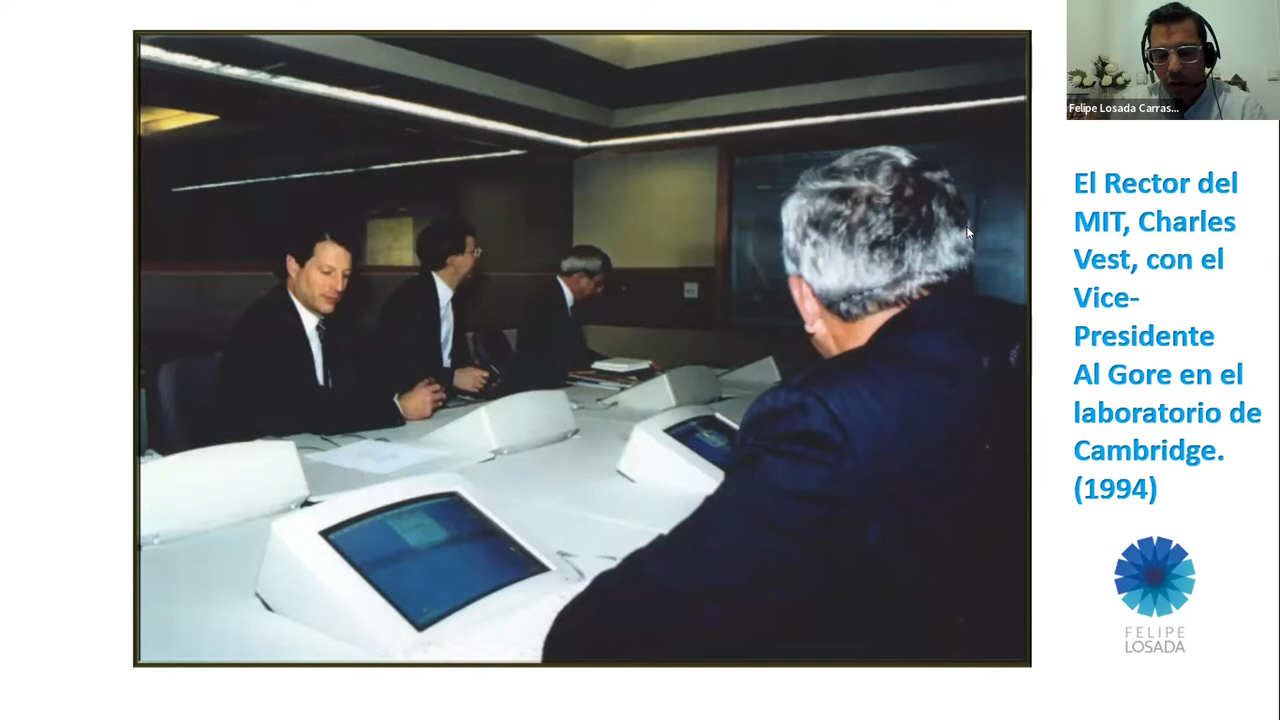 Felipe Losada Carras...
El Rector del
MIT, Charles
Vest, con el
Vice-
Presidente
Al Gore en el
laboratorio de
Cambridge.
(1994)
FELIPE
LOSADA